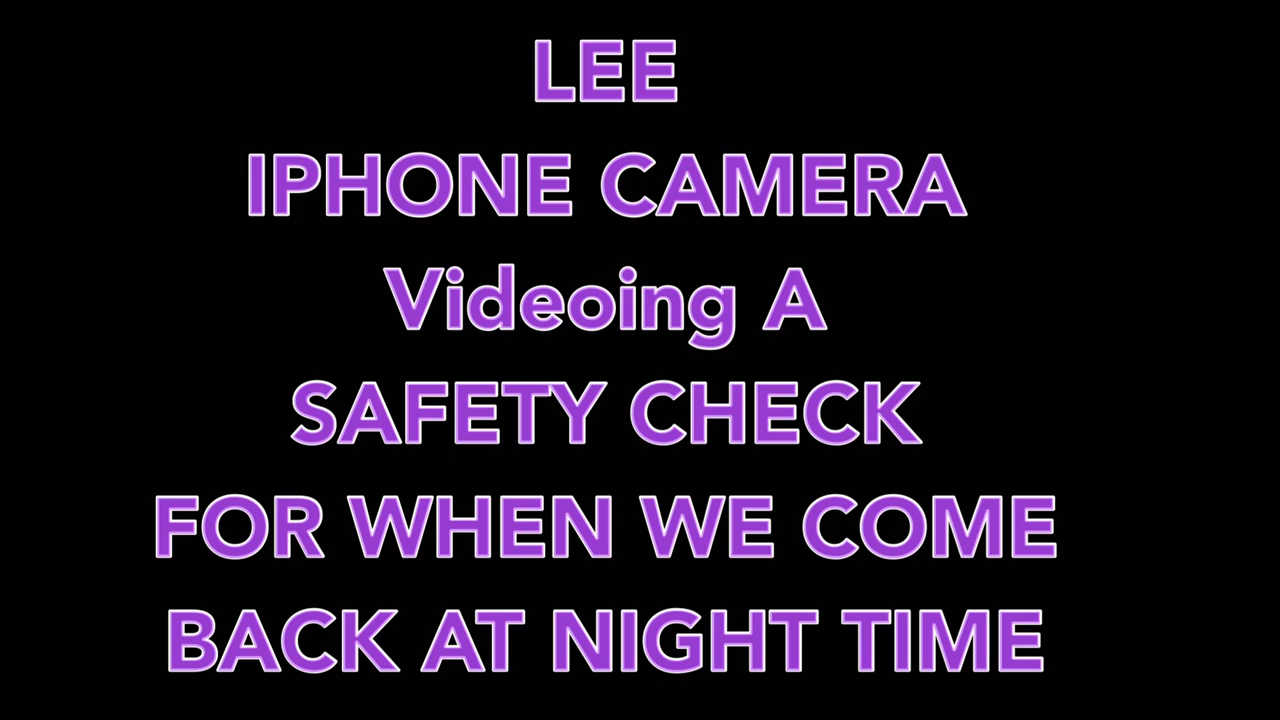 LEE
IPHONE CAMERA
Videoing A
SAFETY CHECK
FOR WHEN WE COME
BACK AT NIGHT TIME